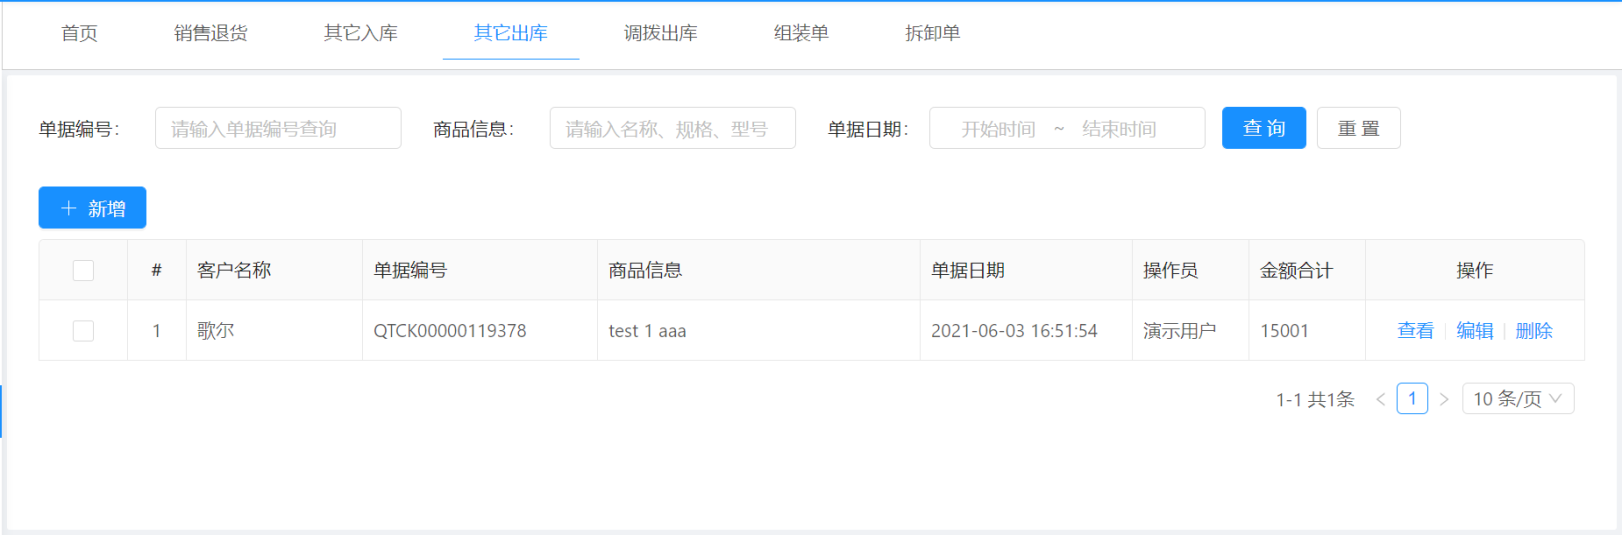 首页 销售退货 其它入库 其它出库 调拨出库 组装单 拆卸单
单据编号： 请输入单据编号查询 商品信息： 请输入名称、规格、型号 单据日期： 开始时间 ~ 结束时间 查 询 重 置
+ 新增
# 客户名称 单据编号 商品信息 单据日期 操作员 金额合计 操作
1 歌尔 QTCK00000119378 test 1 aaa 2021-06-03 16:51:54 演示用户 15001 查看 编辑 删除
1-1 共1条 < 1 > 10 条/页